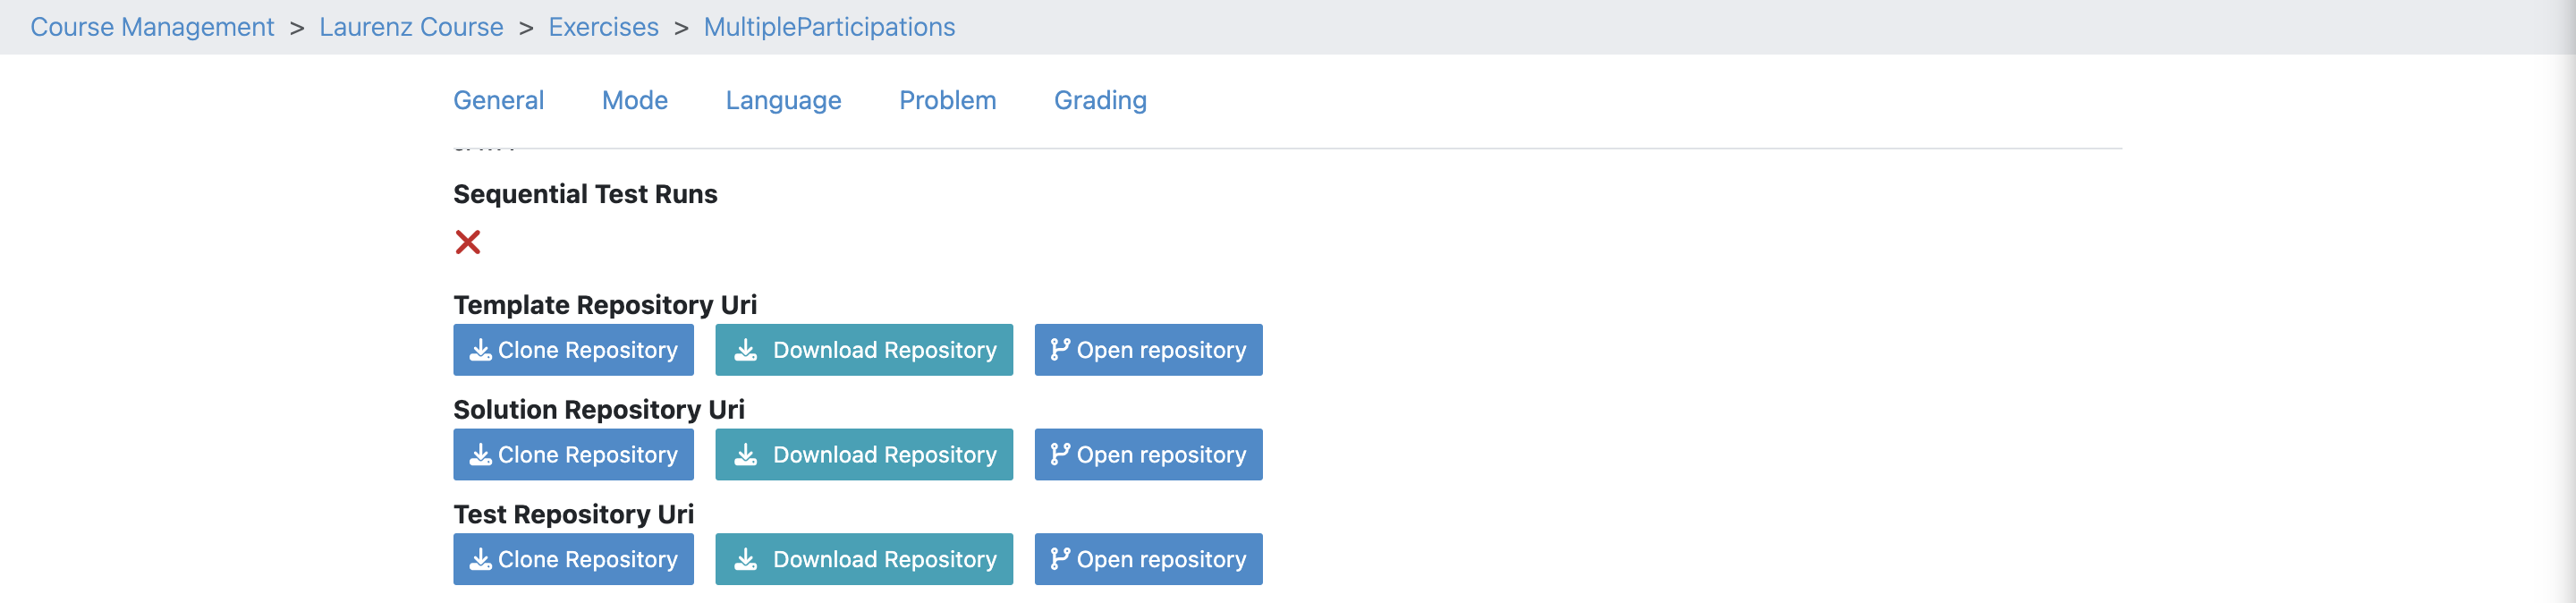 Course Management > Laurenz Course > Exercises > MultipleParticipations
General Mode Language Problem Grading
Sequential Test Runs
Template Repository Uri
Clone Repository Download Repository Open repository
Solution Repository Uri
Clone Repository Download Repository Open repository
Test Repository Uri
Clone Repository Download Repository Open repository